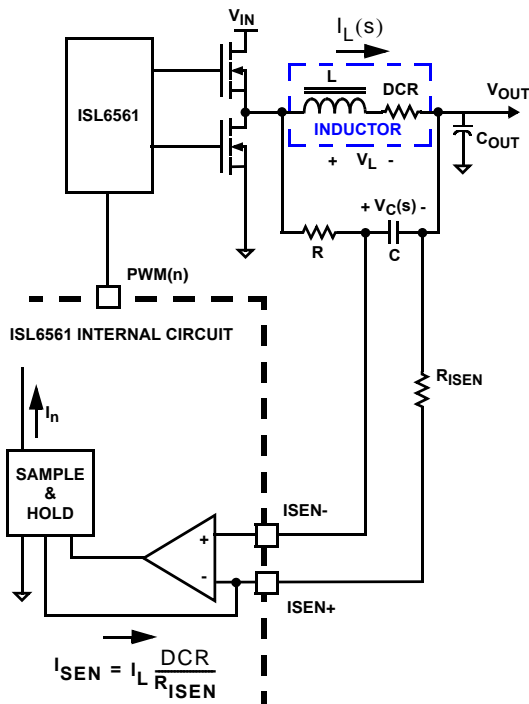 V_IN
I_L(s)
L
DCR
V_OUT
ISL6561
INDUCTOR
+ V_L -
C_OUT
+ V_C(s) -
R
C
PWM(n)
ISL6561 INTERNAL CIRCUIT
R_ISEN
I_n
SAMPLE
&
HOLD
ISEN-
+
-
ISEN+
I_SEN = I_L DCR / R_ISEN